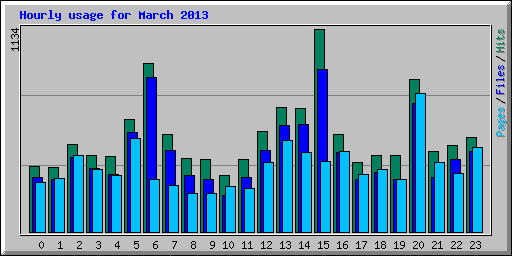 Hourly usage for March 2013
1134
Pages/Files/Hits
0 1 2 3 4 5 6 7 8 9 10 11 12 13 14 15 16 17 18 19 20 21 22 23